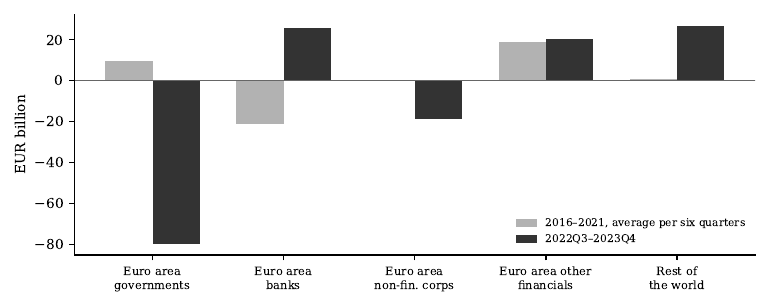 EUR billion
20
0
−20
−40
−60
−80
2016–2021, average per six quarters
2022Q3–2023Q4
Euro area
governments
Euro area
banks
Euro area
non-fin. corps
Euro area other
financials
Rest of
the world